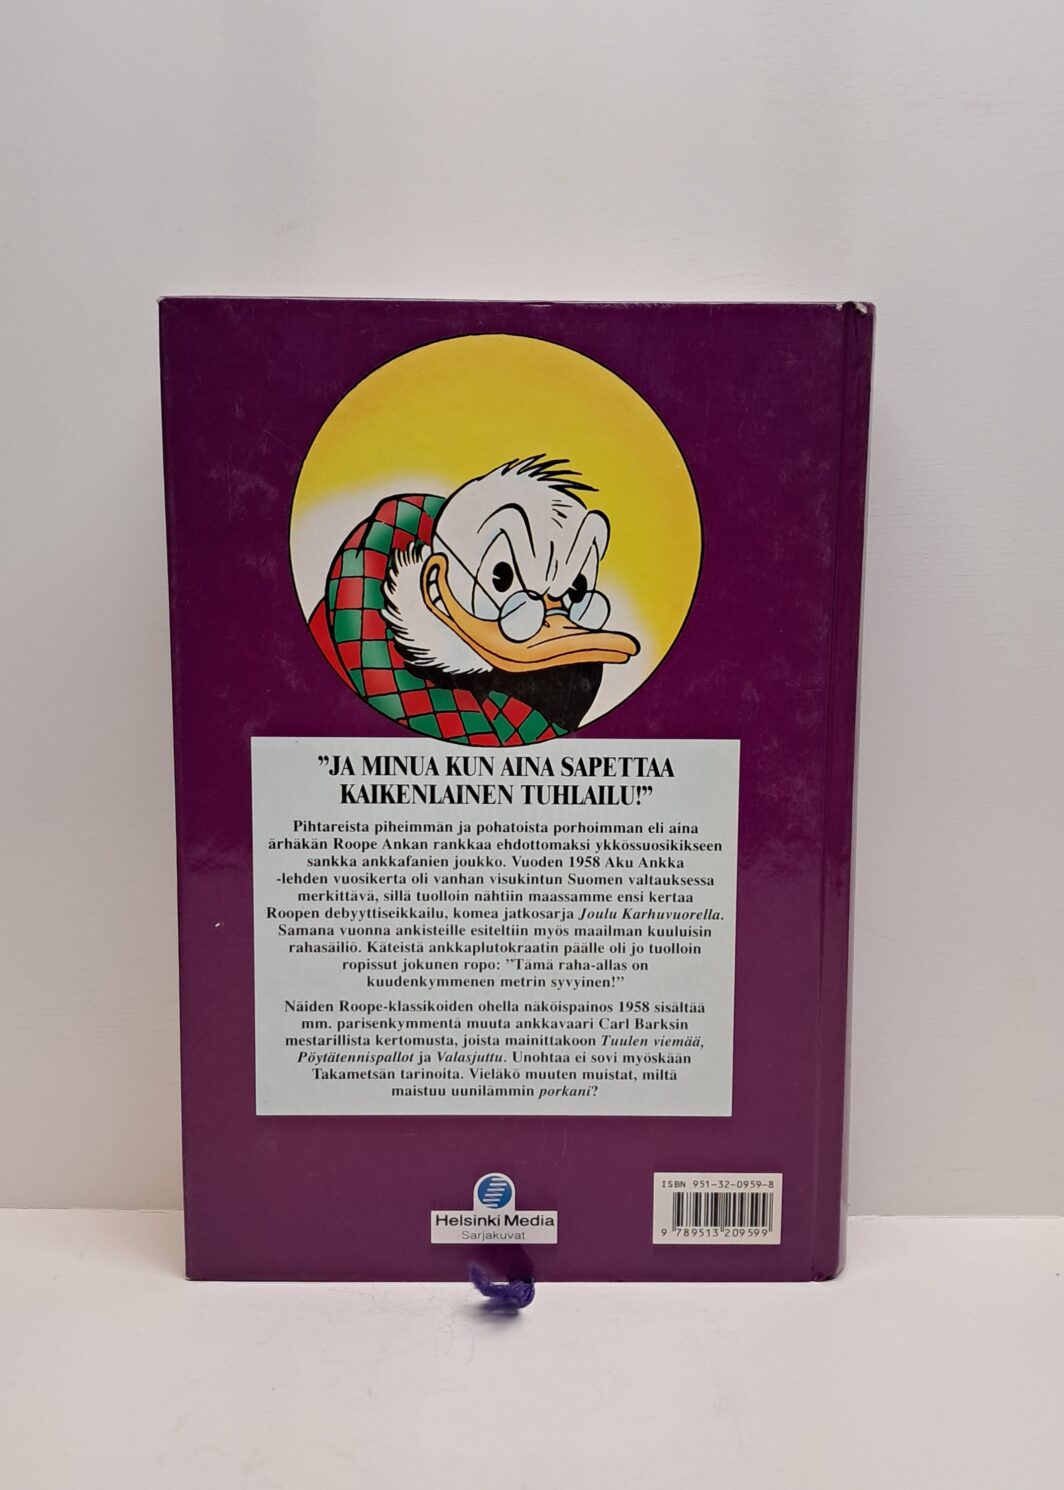 ”JA MINUA KUN AINA SAPETTAA
KAIKENLAINEN TUHLAILU!”
Pihtareista piheimmän ja pohatoista porhoimman eli aina
ärhäkän Roope Ankan rankkaa ehdottomaksi ykkössuosikikseen
sankka ankkafanien joukko. Vuoden 1958 Aku Ankka
-lehden vuosikerta oli vanhan visukintun Suomen valtauksessa
merkittävä, sillä tuolloin nähtiin maassamme ensi kertaa
Roopen debyyttiseikkailu, komea jatkosarja Joulu Karhuvuorella.
Samana vuonna ankisteille esiteltiin myös maailman kuuluisin
rahasäiliö. Käteistä ankkaplutokraatin päälle oli jo tuolloin
ropissut jokunen ropo: ”Tämä raha-allas on
kuudenkymmenen metrin syvyinen!”
Näiden Roope-klassikoiden ohella näköispainos 1958 sisältää
mm. parisenkymmentä muuta ankkavaari Carl Barksin
mestarillista kertomusta, joista mainittakoon Tuulen viemää,
Pöytätennispallot ja Valasjuttu. Unohtaa ei sovi myöskään
Takametsän tarinoita. Vieläkö muuten muistat, miltä
maistuu uunilämmin porkani?
ISBN 951-32-0959-8
9 789513 209599
Helsinki Media
Sarjakuvat